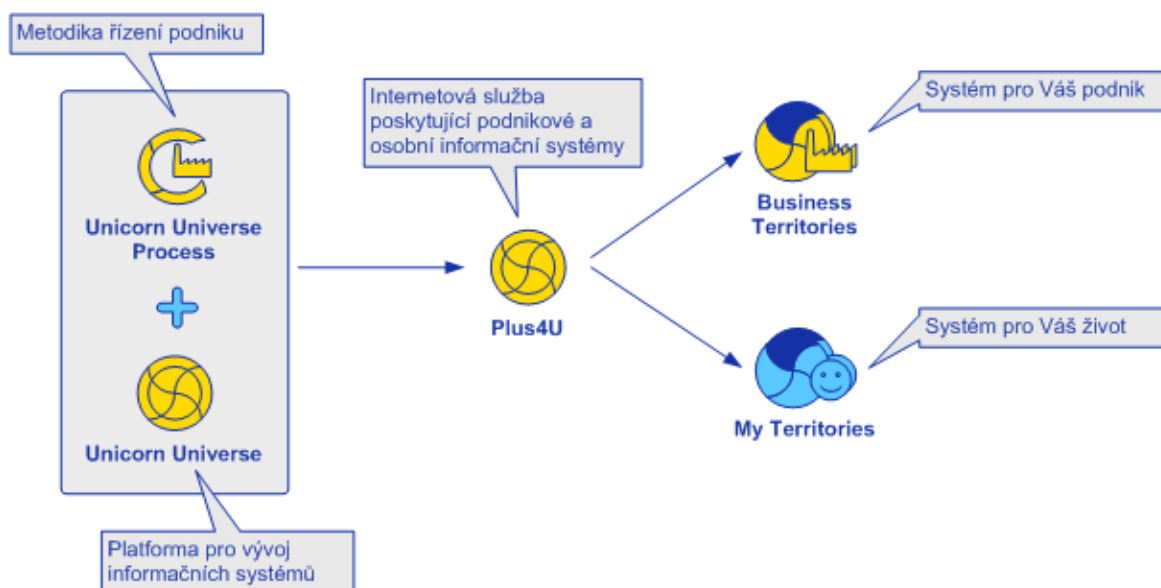 Metodika řízení podniku
Unicorn Universe
Process
Unicorn Universe
Platforma pro vývoj
informačních systémů
Internetová služba
poskytující podnikové a
osobní informační systémy
Plus4U
Systém pro Váš podnik
Business
Territories
Systém pro Váš život
My Territories